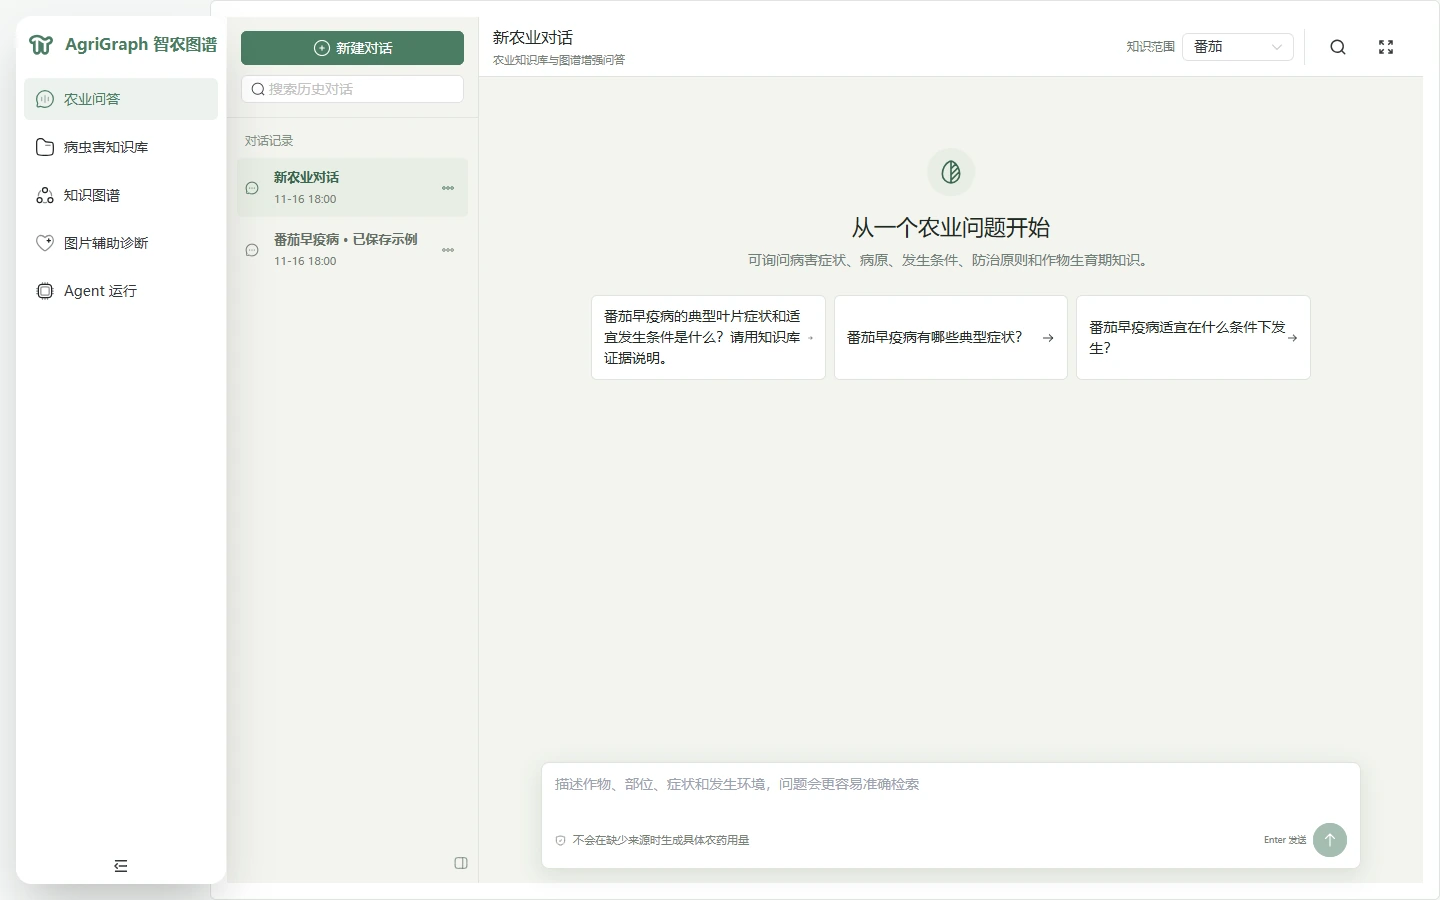 AgriGraph 智农图谱
农业问答
病虫害知识库
知识图谱
图片辅助诊断
Agent 运行
新建对话
搜索历史对话
对话记录
新农业对话
11-16 18:00
番茄早疫病 • 已保存示例
11-16 18:00
新农业对话
农业知识库与图谱增强问答
知识范围
番茄
从一个农业问题开始
可询问病害症状、病原、发生条件、防治原则和作物生育期知识。
番茄早疫病的典型叶片症状和适
宜发生条件是什么？请用知识库
证据说明。
番茄早疫病有哪些典型症状？
番茄早疫病适宜在什么条件下发
生？
描述作物、部位、症状和发生环境，问题会更容易准确检索
不会在缺少来源时生成具体农药用量
Enter 发送